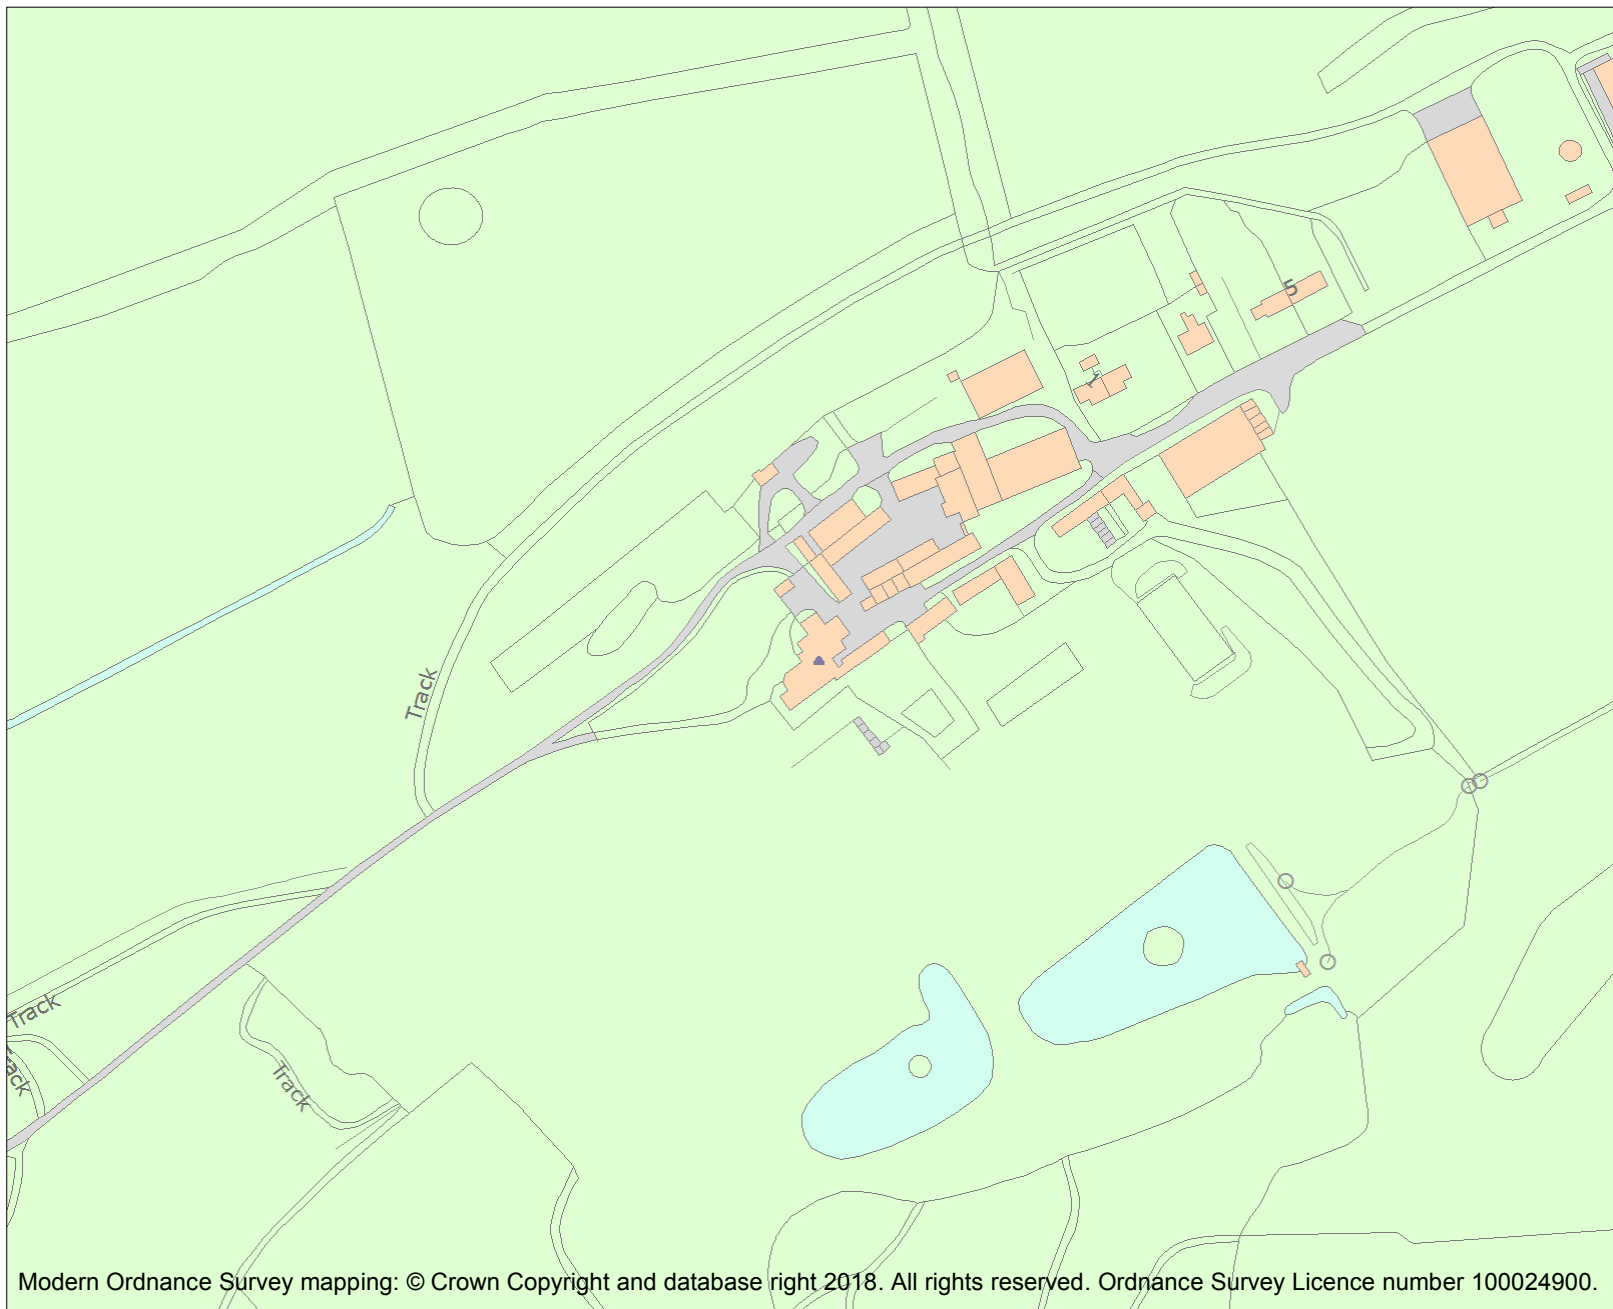 5
1
Track
Track
Track
Track
Modern Ordnance Survey mapping: © Crown Copyright and database right 2018. All rights reserved. Ordnance Survey Licence number 100024900.